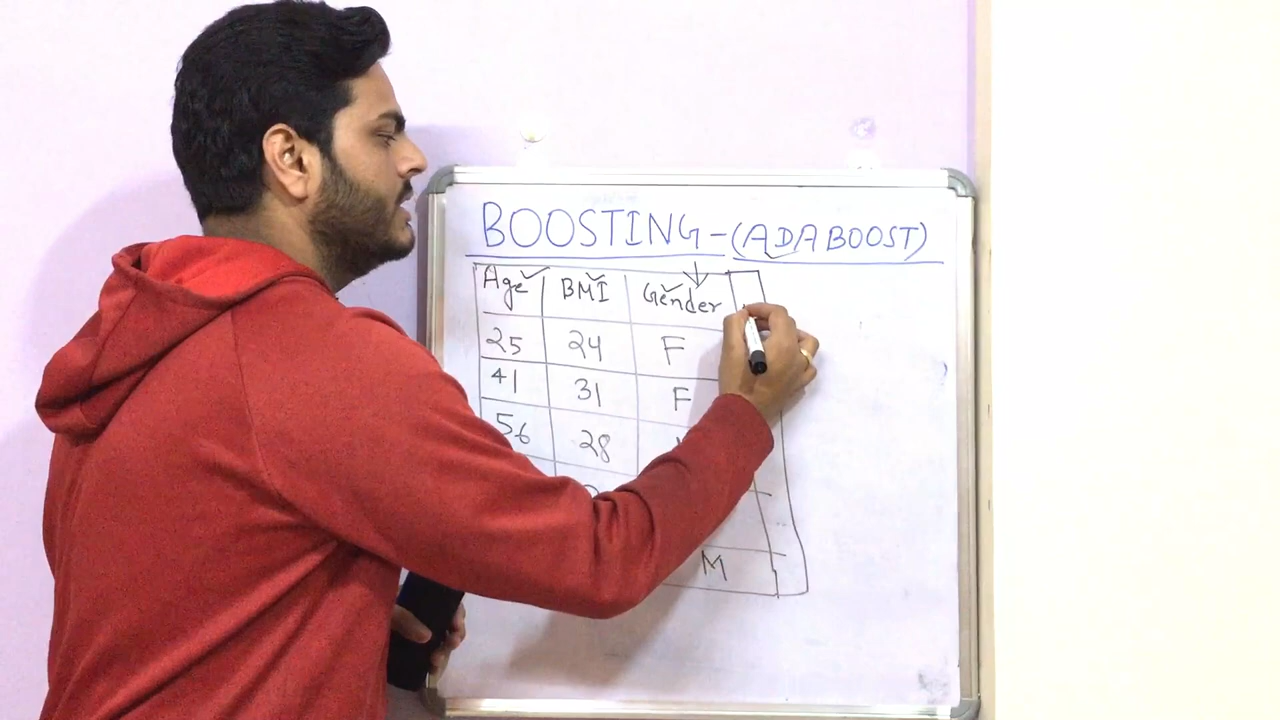 BOOSTING - (ADABOOST)
Age BMI Gender
25 24 F
41 31 F
56 28
M